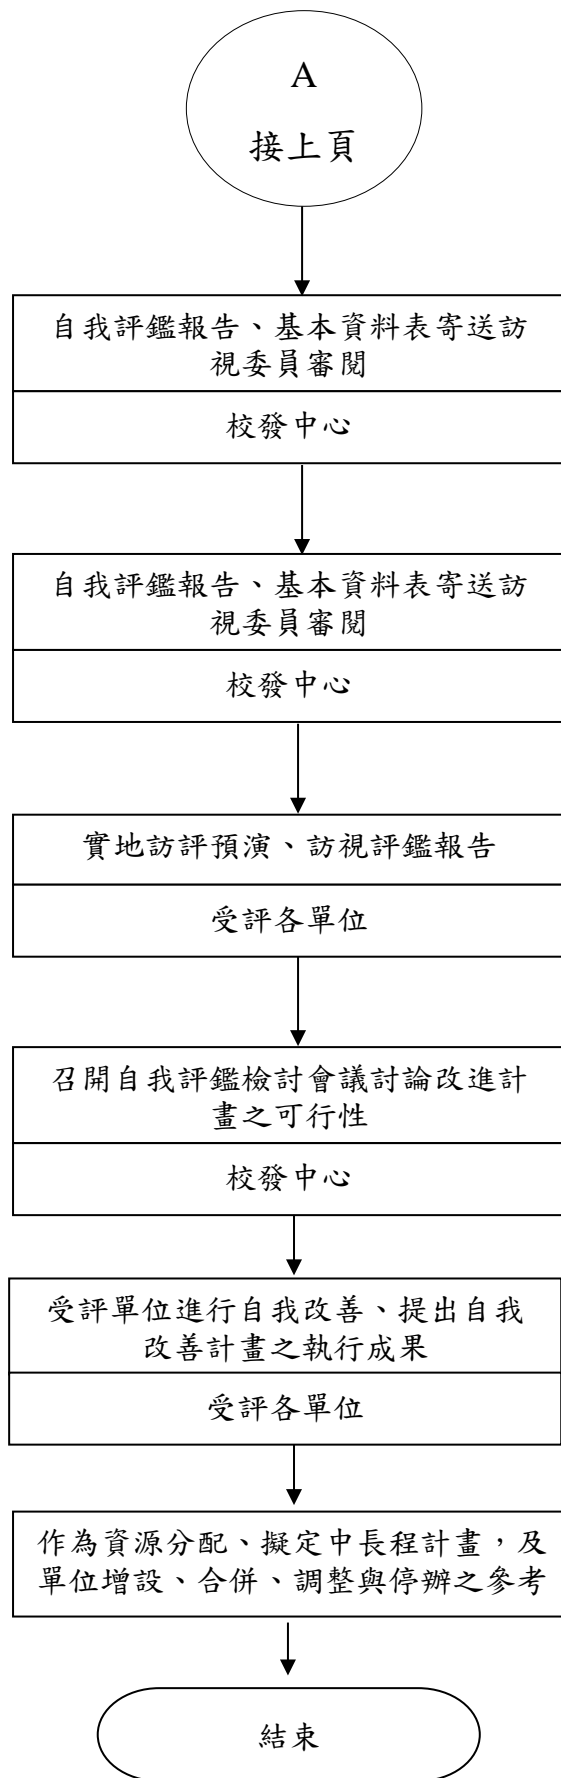 A
接上頁
自我評鑑報告、基本資料表寄送訪
視委員審閱
校發中心
自我評鑑報告、基本資料表寄送訪
視委員審閱
校發中心
實地訪評預演、訪視評鑑報告
受評各單位
召開自我評鑑檢討會議討論改進計
畫之可行性
校發中心
受評單位進行自我改善、提出自我
改善計畫之執行成果
受評各單位
作為資源分配、擬定中長程計畫，及
單位增設、合併、調整與停辦之參考
結束